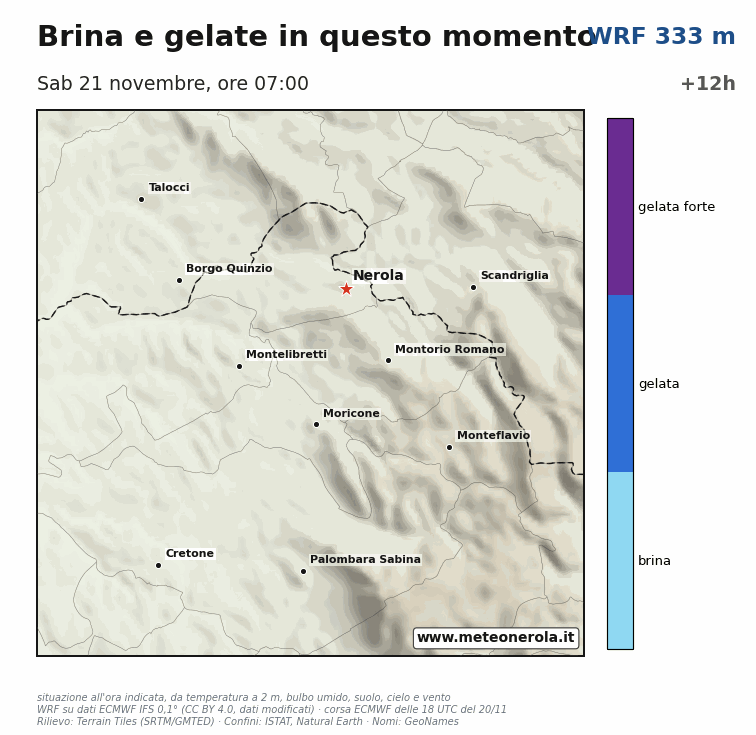 Brina e gelate in questo momento
WRF 333 m
Sab 21 novembre, ore 07:00
+12h
Talocci
Borgo Quinzio
Nerola
Scandriglia
Montelibretti
Montorio Romano
Moricone
Monteflavio
Cretone
Palombara Sabina
www.meteonerola.it
gelata forte
gelata
brina
situazione all'ora indicata, da temperatura a 2 m, bulbo umido, suolo, cielo e vento
WRF su dati ECMWF IFS 0,1° (CC BY 4.0, dati modificati) · corsa ECMWF delle 18 UTC del 20/11
Rilievo: Terrain Tiles (SRTM/GMTED) · Confini: ISTAT, Natural Earth · Nomi: GeoNames